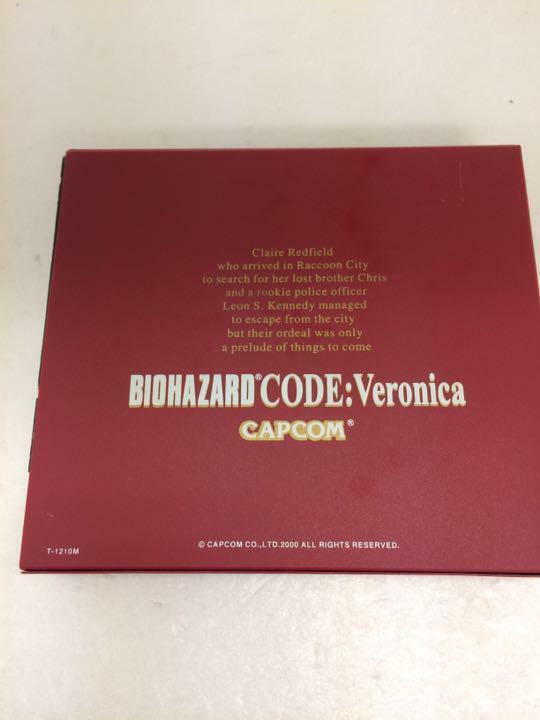 Claire Redfield
who arrived in Raccoon City
to search for her lost brother Chris
and a rookie police officer
Leon S. Kennedy managed
to escape from the city
but their ordeal was only
a prelude of things to come
BIOHAZARD® CODE:Veronica
CAPCOM®
T-1210M
© CAPCOM CO.,LTD.2000 ALL RIGHTS RESERVED.